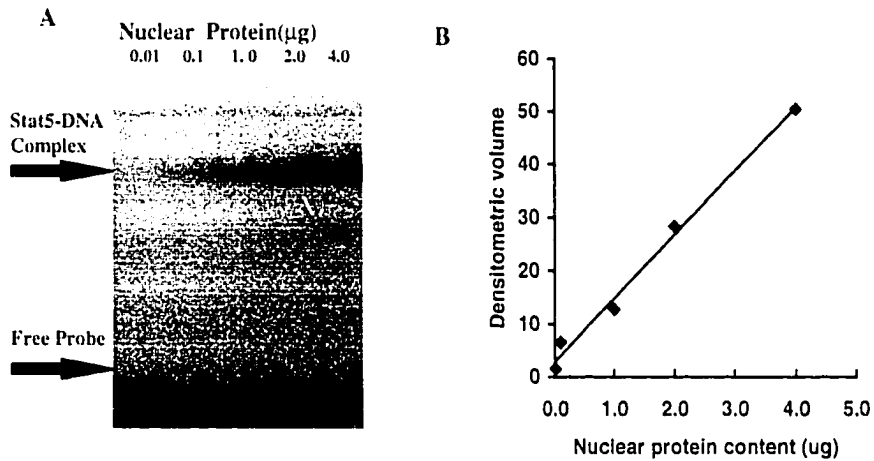 A
Nuclear Protein(μg)
0.01 0.1 1.0 2.0 4.0
Stat5-DNA
Complex
Free Probe
B
60
50
40
30
20
10
0
Densitometric volume
0.0 1.0 2.0 3.0 4.0 5.0
Nuclear protein content (ug)